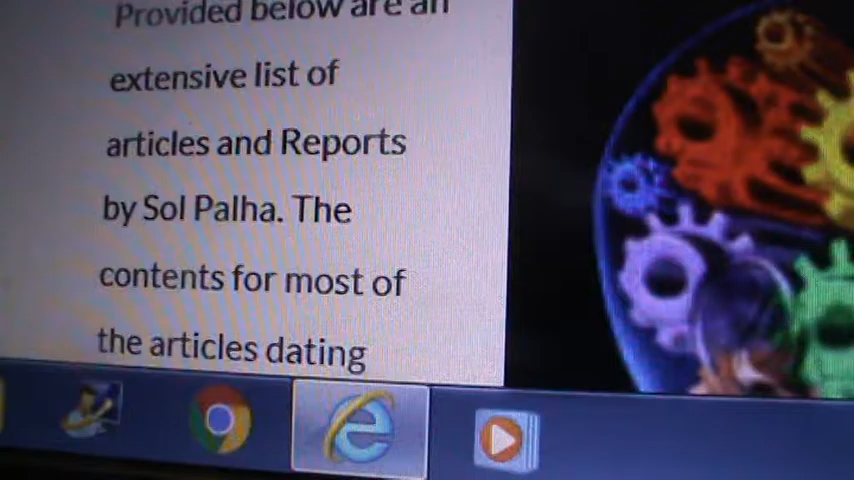 Provided below are an
extensive list of
articles and Reports
by Sol Palha. The
contents for most of
the articles dating